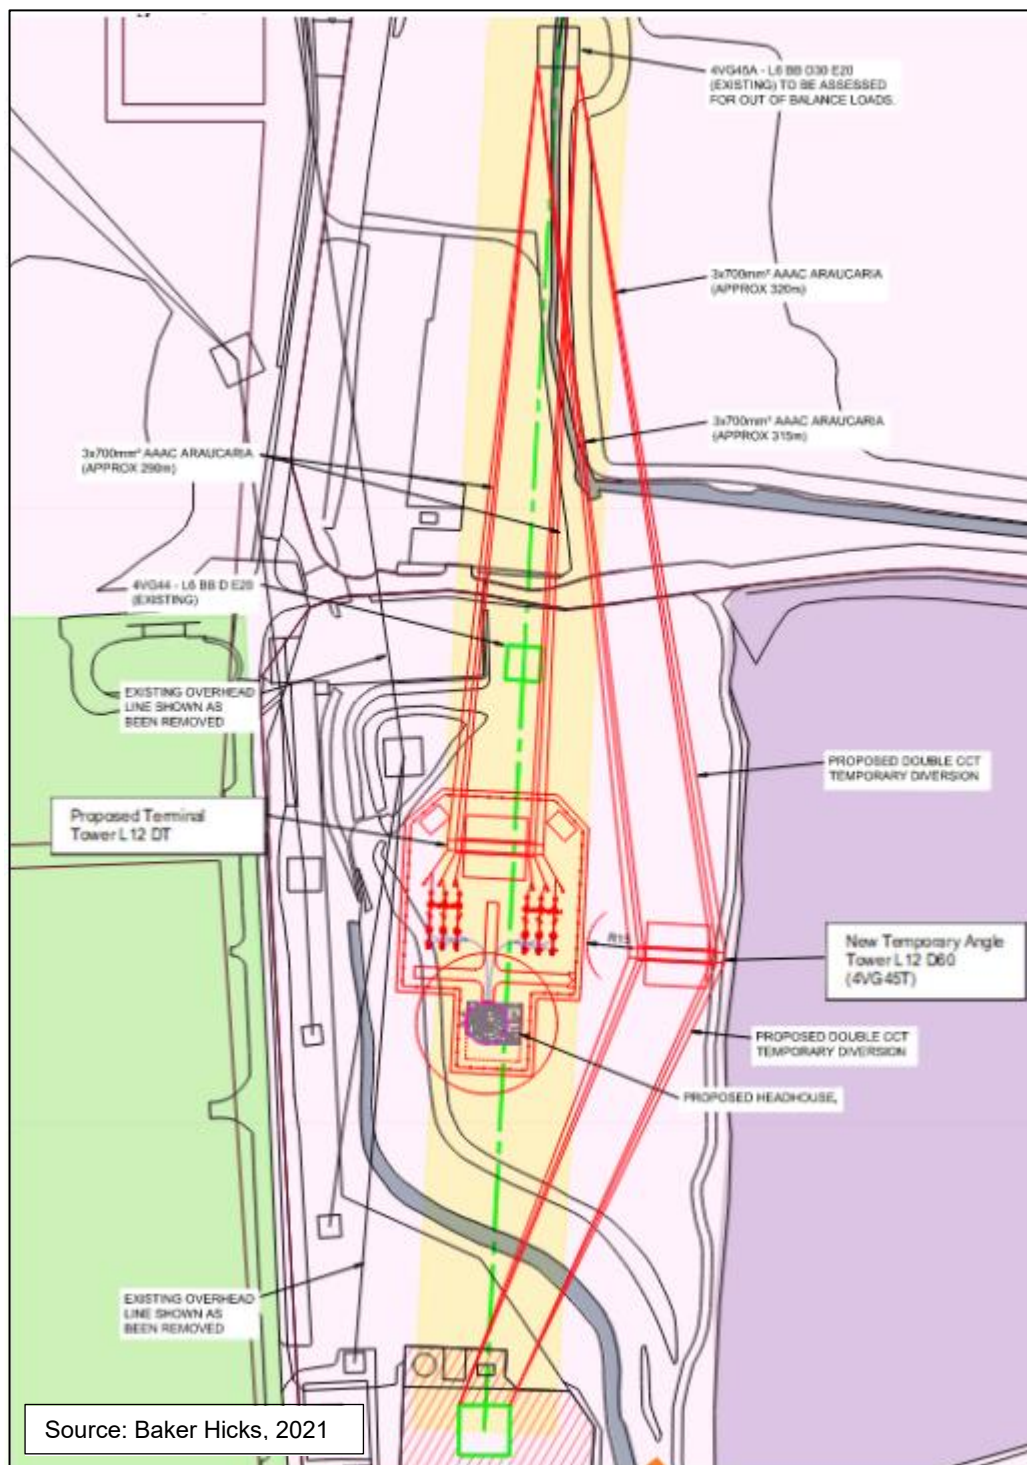 4VG45A - L6 BB D30 E20
(EXISTING) TO BE ASSESSED
FOR OUT OF BALANCE LOADS.
3x700mm² AAAC ARAUCARIA
(APPROX 320m)
3x700mm² AAAC ARAUCARIA
(APPROX 315m)
3x700mm² AAAC ARAUCARIA
(APPROX 290m)
4VG44 - L6 BB D E20
(EXISTING)
EXISTING OVERHEAD
LINE SHOWN AS
BEEN REMOVED
PROPOSED DOUBLE CCT
TEMPORARY DIVERSION
Proposed Terminal
Tower L12 DT
R15
New Temporary Angle
Tower L12 D60
(4VG45T)
PROPOSED DOUBLE CCT
TEMPORARY DIVERSION
PROPOSED HEADHOUSE,
EXISTING OVERHEAD
LINE SHOWN AS
BEEN REMOVED
Source: Baker Hicks, 2021